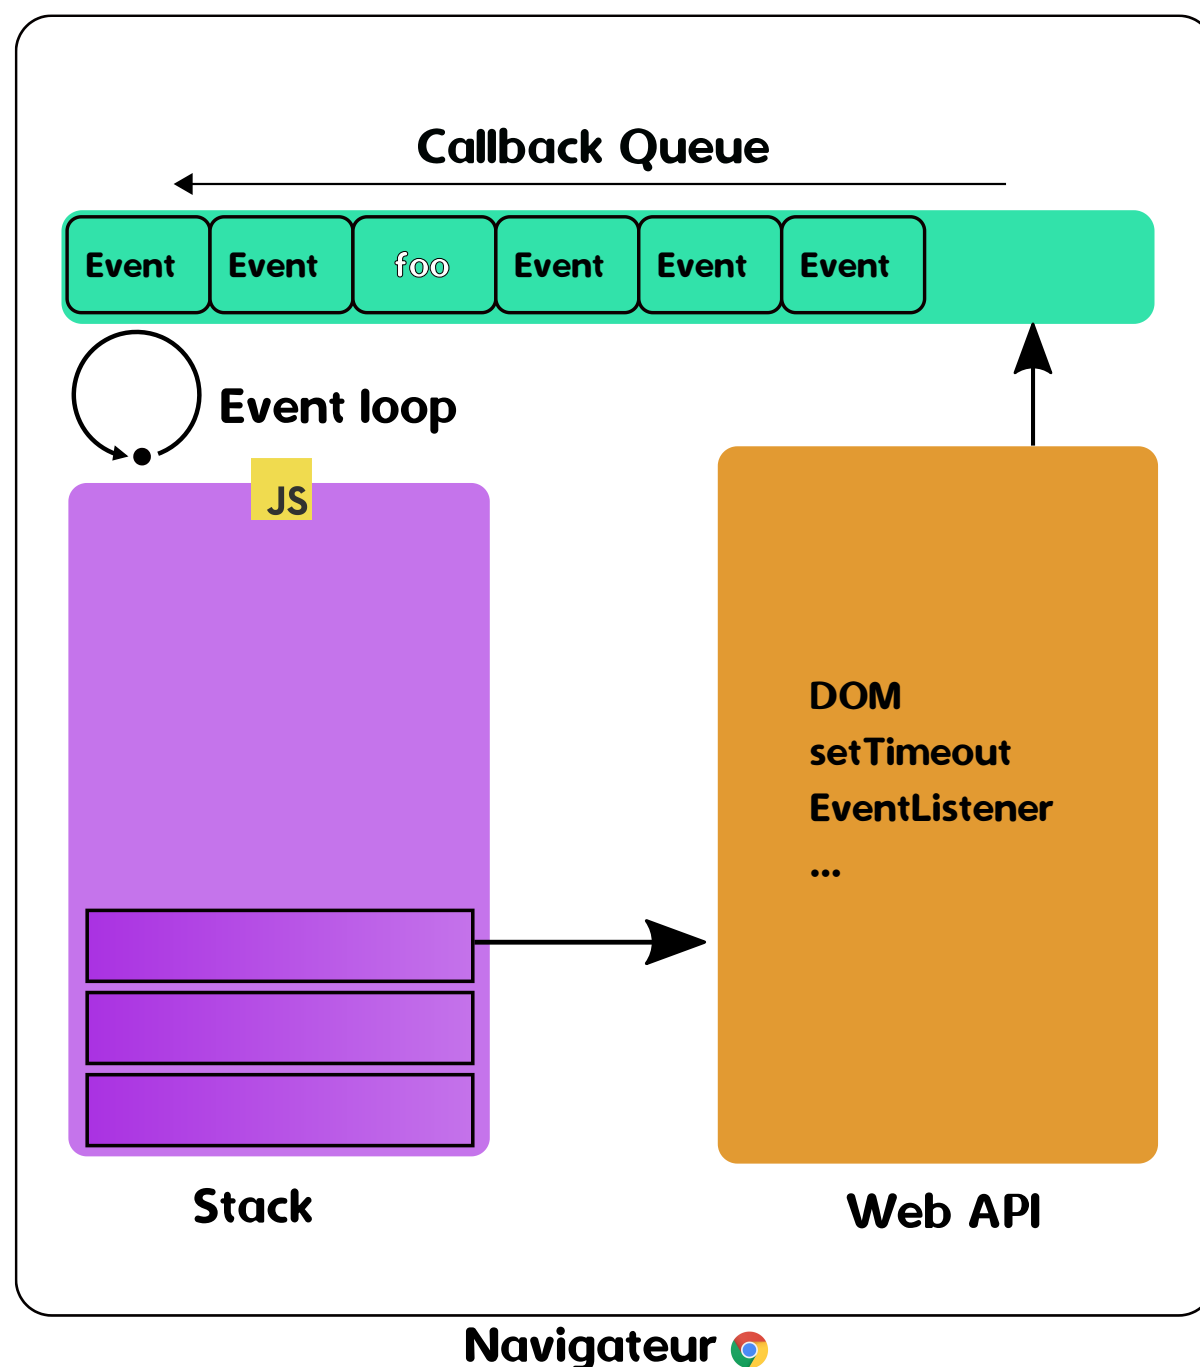 Callback Queue
Event Event foo Event Event Event
Event loop
JS
DOM
setTimeout
EventListener
...
Stack
Web API
Navigateur